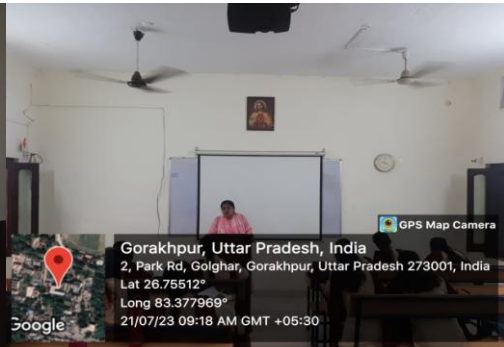 GPS Map Camera
Gorakhpur, Uttar Pradesh, India
2, Park Rd, Golghar, Gorakhpur, Uttar Pradesh 273001, India
Lat 26.75512°
Long 83.377969°
21/07/23 09:18 AM GMT +05:30
Google